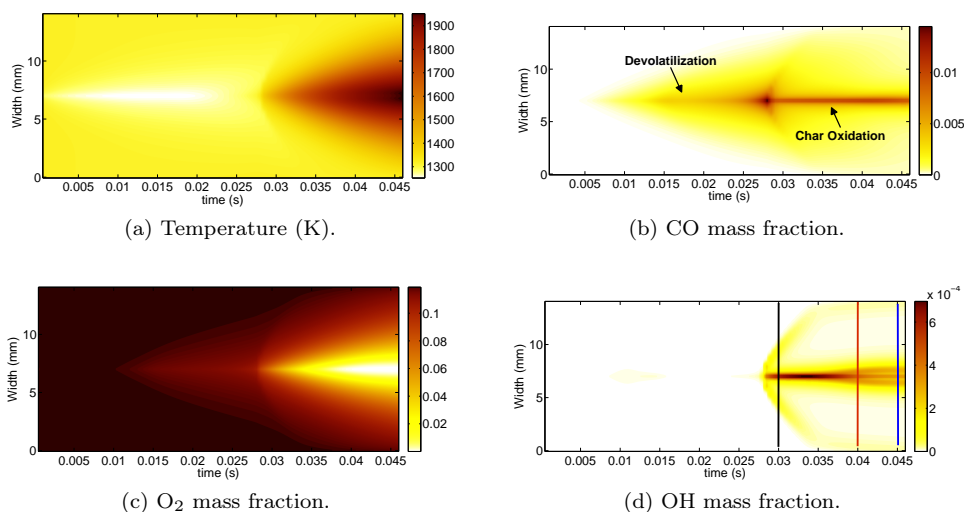 1900
1800
1700
1600
1500
1400
1300
10
5
0
Width (mm)
0.005 0.01 0.015 0.02 0.025 0.03 0.035 0.04 0.045
time (s)
(a) Temperature (K).
Devolatilization
Char Oxidation
0.01
0.005
0
10
5
0
Width (mm)
0.005 0.01 0.015 0.02 0.025 0.03 0.035 0.04 0.045
time (s)
(b) CO mass fraction.
0.1
0.08
0.06
0.04
0.02
10
5
0
Width (mm)
0.005 0.01 0.015 0.02 0.025 0.03 0.035 0.04 0.045
time (s)
(c) O₂ mass fraction.
x 10⁻⁴
6
4
2
0
10
5
0
Width (mm)
0.005 0.01 0.015 0.02 0.025 0.03 0.035 0.04 0.045
time (s)
(d) OH mass fraction.